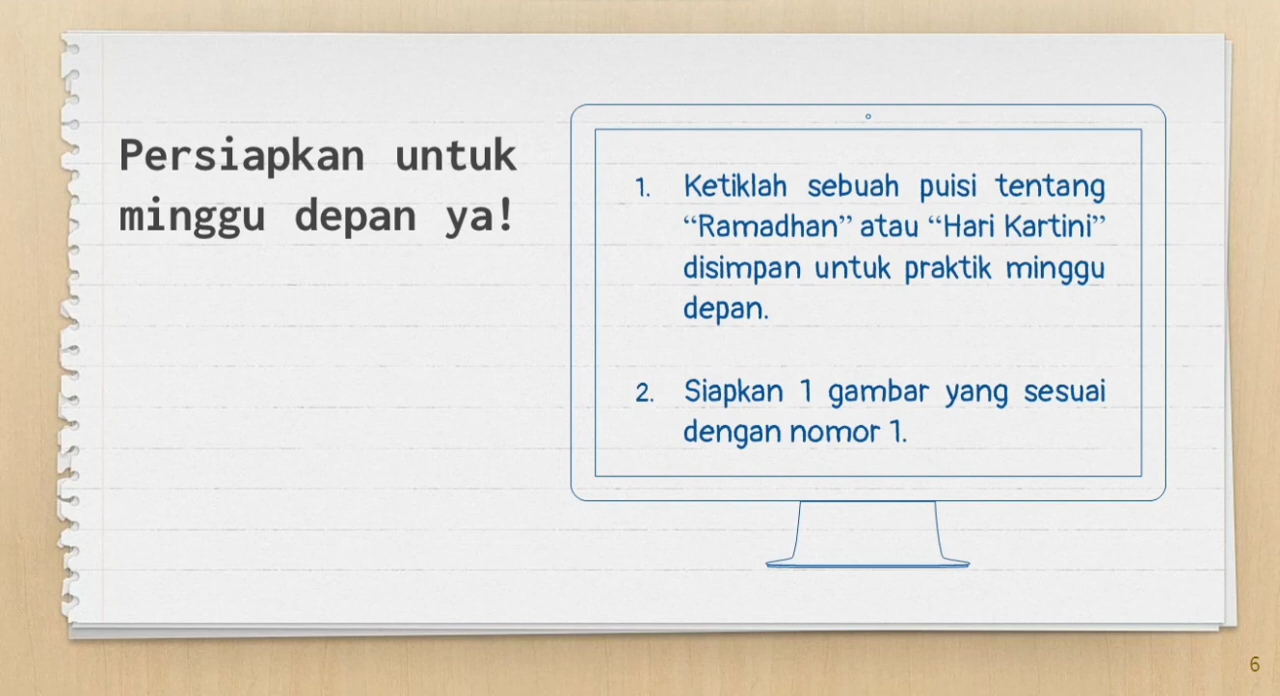 Persiapkan untuk
minggu depan ya!
1. Ketiklah sebuah puisi tentang
“Ramadhan” atau “Hari Kartini”
disimpan untuk praktik minggu
depan.
2. Siapkan 1 gambar yang sesuai
dengan nomor 1.
6